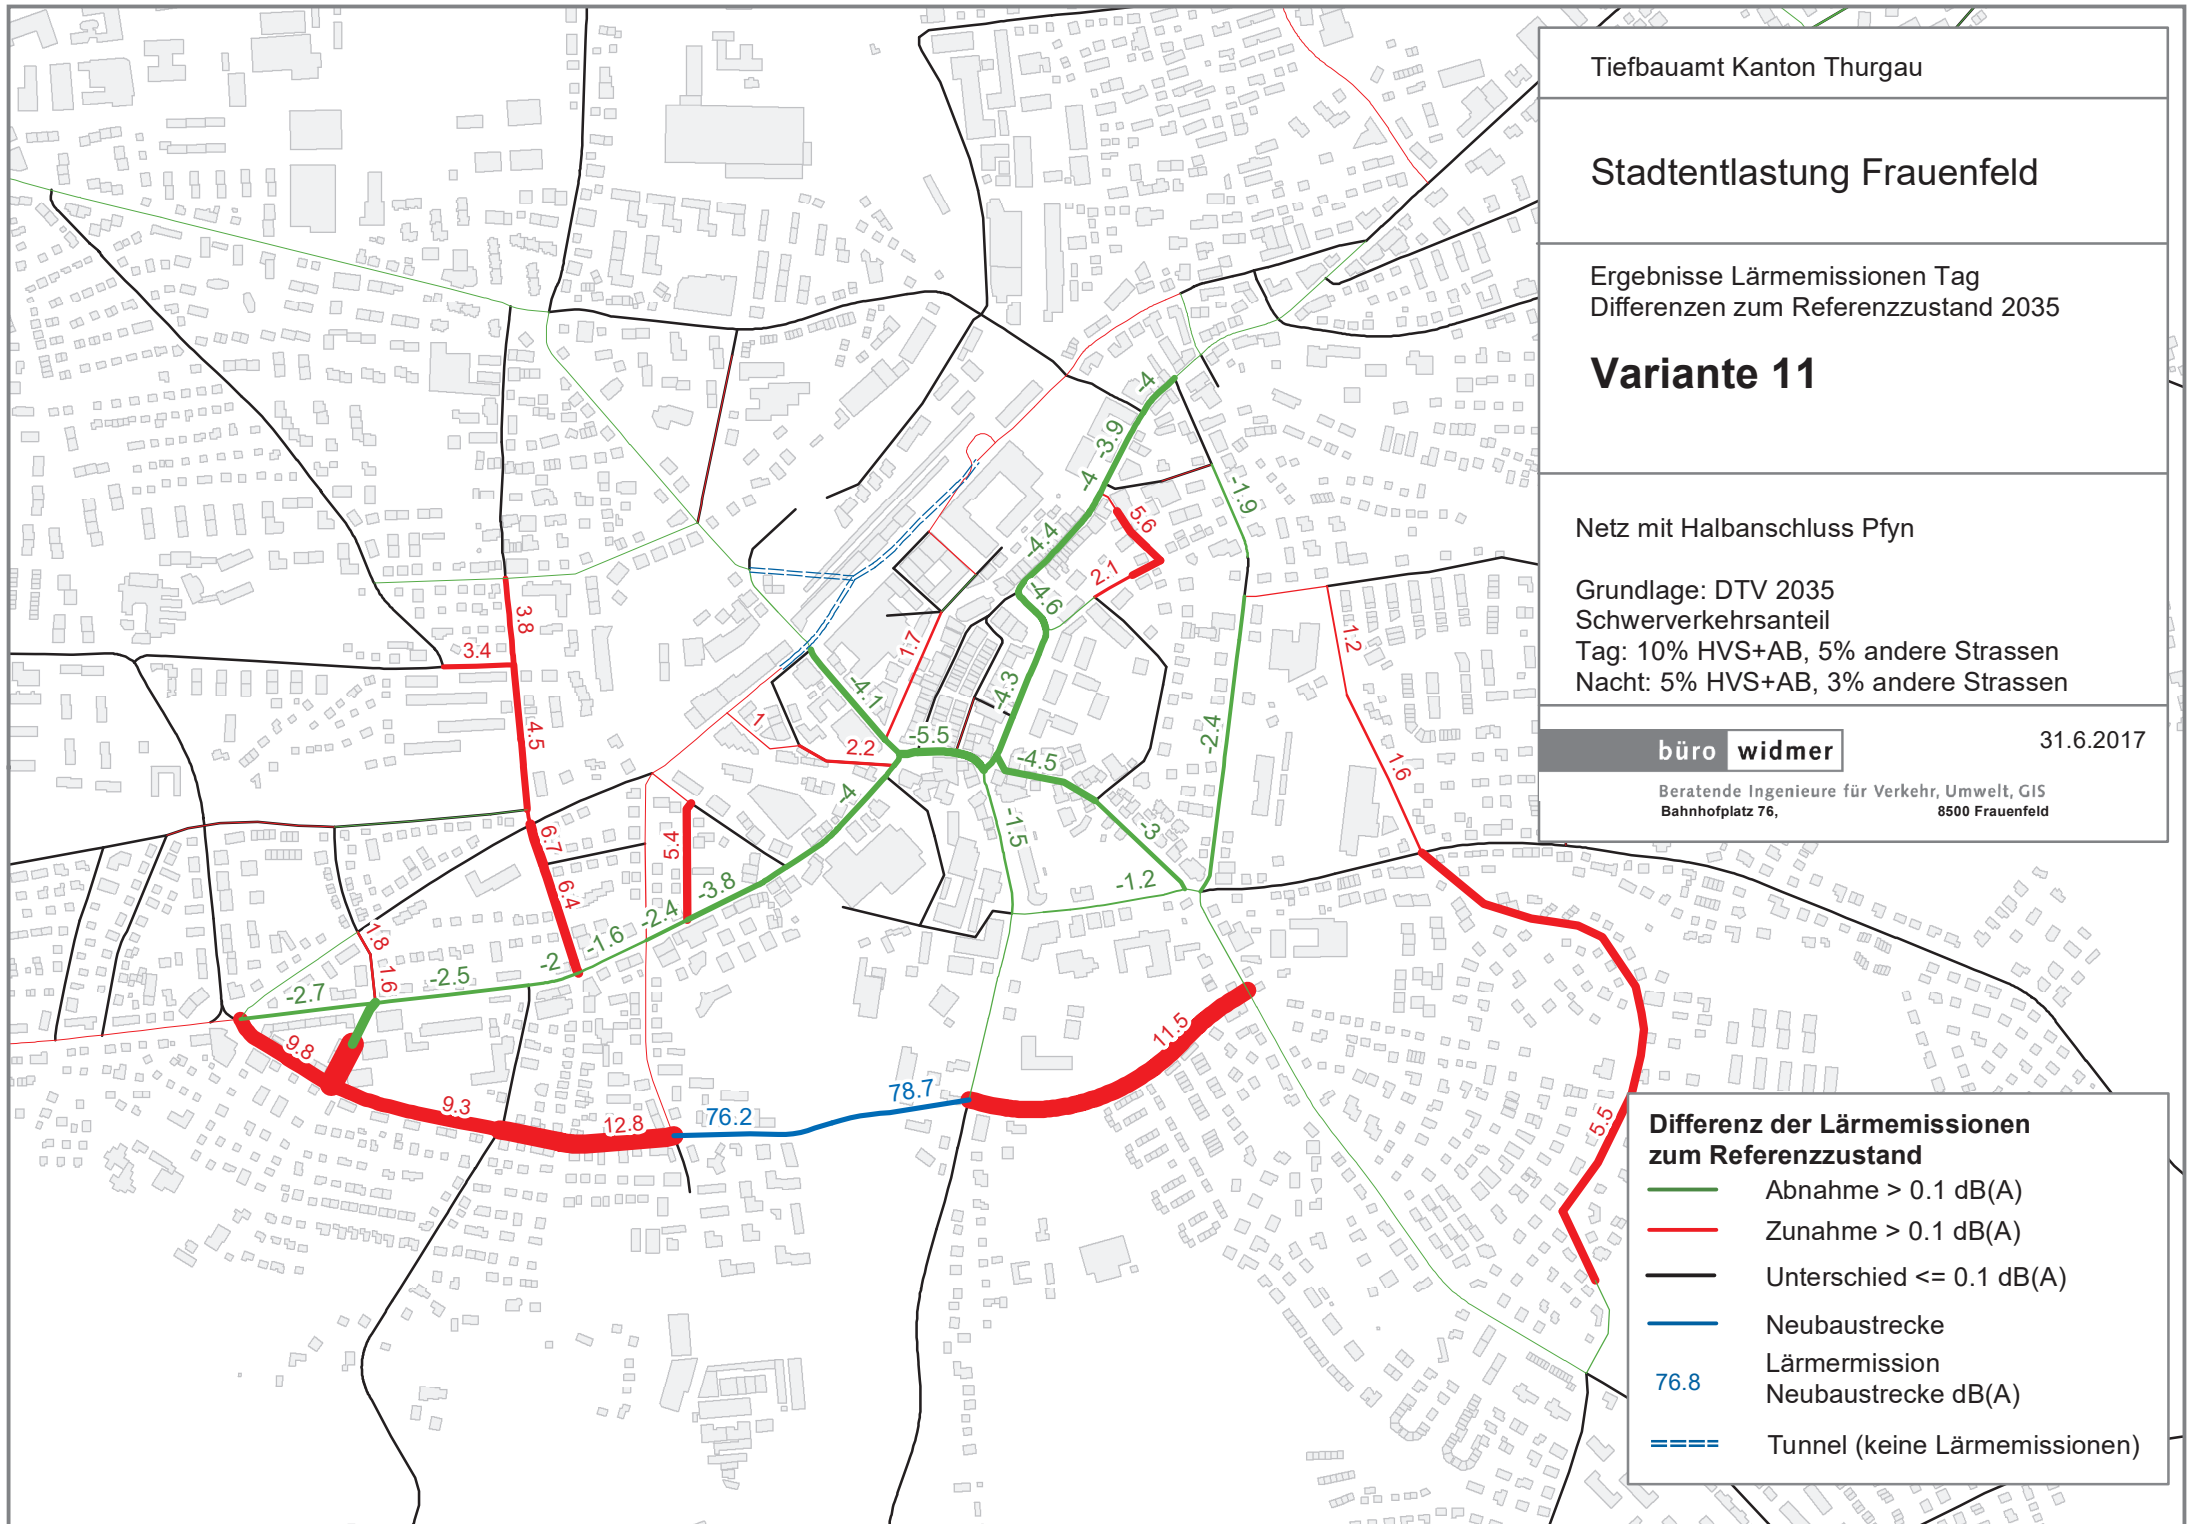 Tiefbauamt Kanton Thurgau
Stadtentlastung Frauenfeld
Ergebnisse Lärmemissionen Tag
Differenzen zum Referenzzustand 2035
Variante 11
Netz mit Halbanschluss Pfyn
Grundlage: DTV 2035
Schwerverkehrsanteil
Tag: 10% HVS+AB, 5% andere Strassen
Nacht: 5% HVS+AB, 3% andere Strassen
büro widmer
31.6.2017
Beratende Ingenieure für Verkehr, Umwelt, GIS
Bahnhofplatz 76, 8500 Frauenfeld
-4
-3.9
-4
-1.9
5.6
-4.4
2.1
-4.6
3.8
3.4
1.7
1.2
-4.1
-4.3
4.5
1
2.2
-5.5
-4.5
-2.4
1.6
-4
6.7
5.4
-1.5
-3
6.4
-3.8
-1.2
-2.4
-1.6
1.8
-2
1.6
-2.5
-2.7
9.8
11.5
9.3
12.8
76.2
78.7
5.5
Differenz der Lärmemissionen
zum Referenzzustand
Abnahme > 0.1 dB(A)
Zunahme > 0.1 dB(A)
Unterschied <= 0.1 dB(A)
Neubaustrecke
Lärmermission
76.8 Neubaustrecke dB(A)
Tunnel (keine Lärmemissionen)